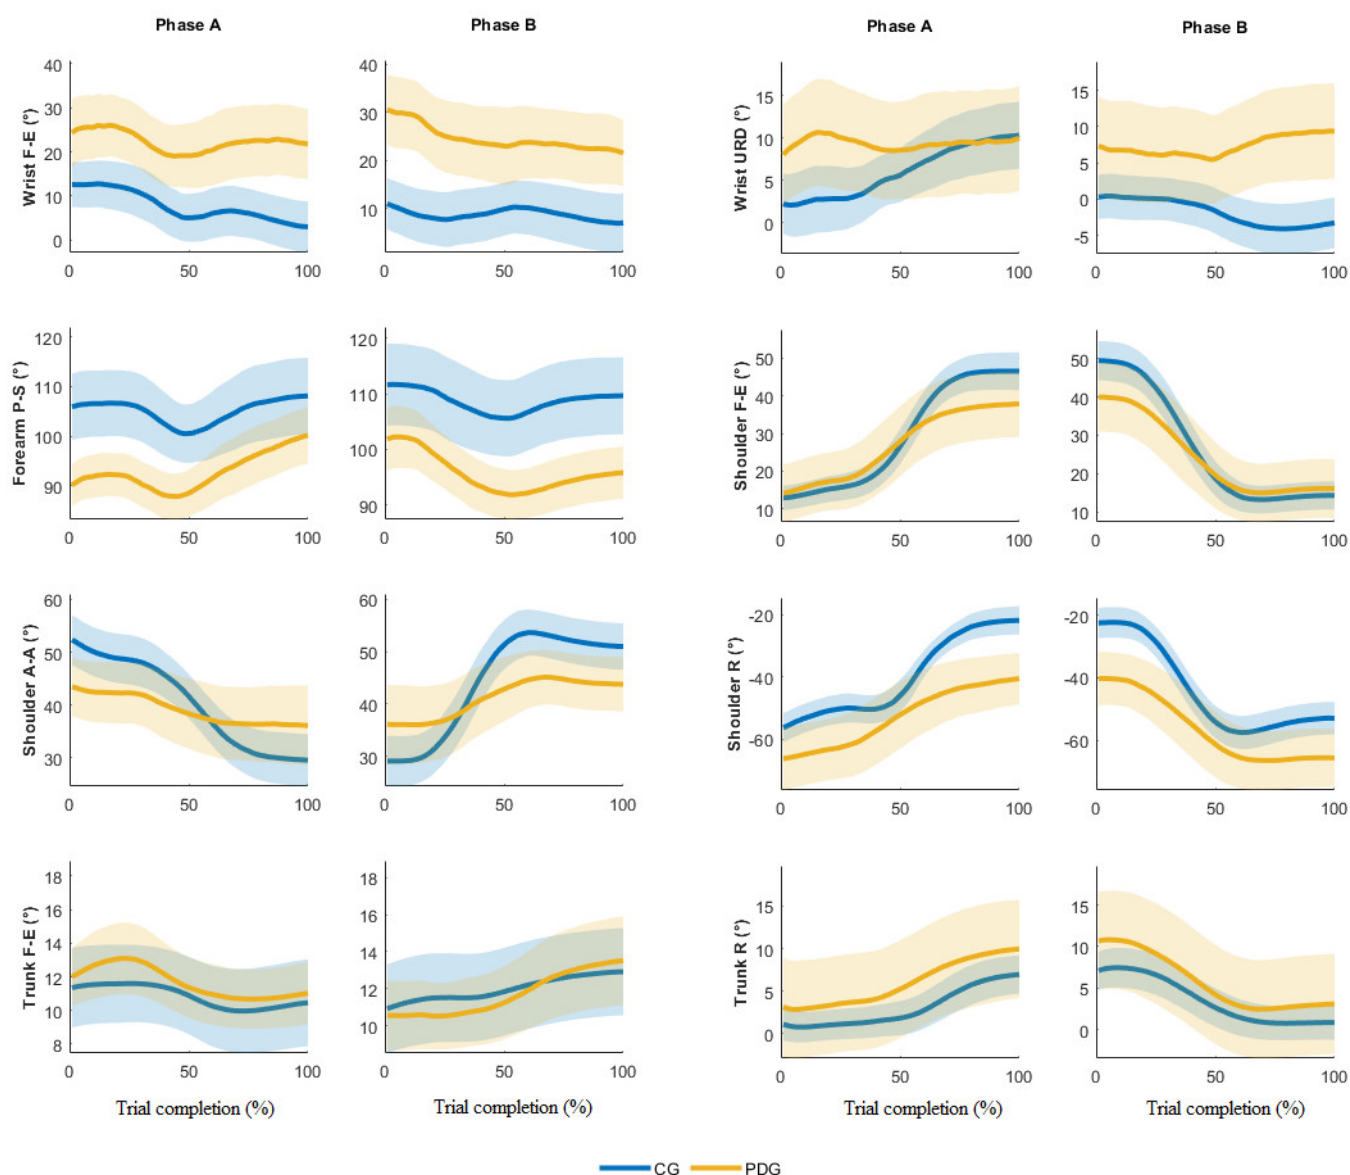 Phase A
Phase B
Phase A
Phase B
Wrist F-E (°)
40
30
20
10
0
0 50 100
40
30
20
10
0 50 100
Wrist URD (°)
15
10
5
0
0 50 100
15
10
5
0
-5
0 50 100
Forearm P-S (°)
120
110
100
90
0 50 100
120
110
100
90
0 50 100
Shoulder F-E (°)
50
40
30
20
10
0 50 100
50
40
30
20
10
0 50 100
Shoulder A-A (°)
60
50
40
30
0 50 100
60
50
40
30
0 50 100
Shoulder R (°)
-20
-40
-60
0 50 100
-20
-40
-60
0 50 100
Trunk F-E (°)
18
16
14
12
10
8
0 50 100
Trial completion (%)
18
16
14
12
10
0 50 100
Trial completion (%)
Trunk R (°)
15
10
5
0
0 50 100
Trial completion (%)
15
10
5
0
0 50 100
Trial completion (%)
CG PDG